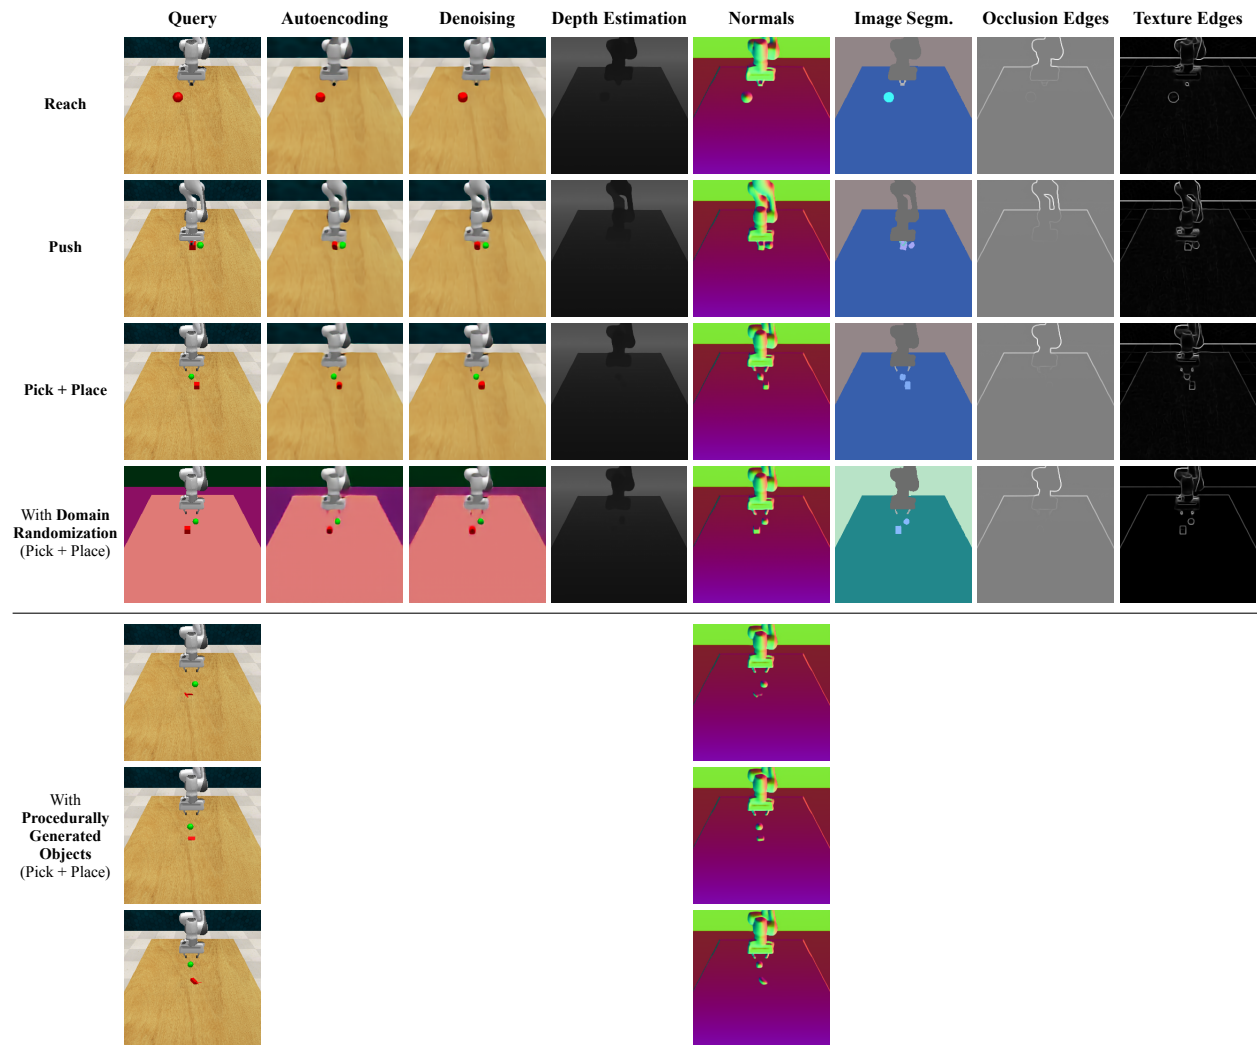 Query Autoencoding Denoising Depth Estimation Normals Image Segm. Occlusion Edges Texture Edges
Reach
Push
Pick + Place
With Domain
Randomization
(Pick + Place)
With
Procedurally
Generated
Objects
(Pick + Place)